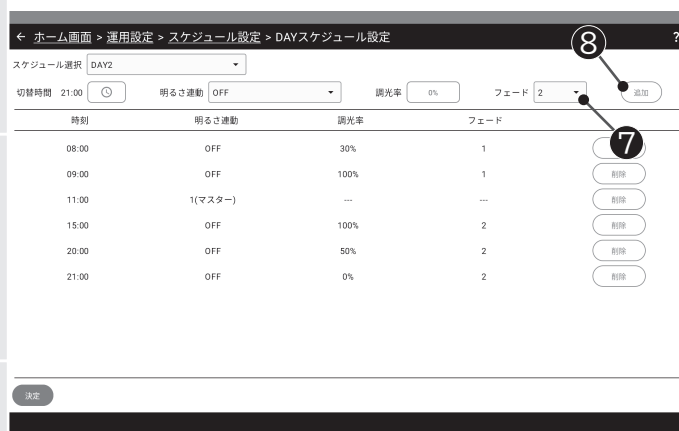 ← ホーム画面 > 運用設定 > スケジュール設定 > DAYスケジュール設定 ?
8
スケジュール選択 DAY2
切替時間 21:00 明るさ連動 OFF 調光率 0% フェード 2 追加
7
時刻 明るさ連動 調光率 フェード
08:00 OFF 30% 1
09:00 OFF 100% 1 削除
11:00 1(マスター) --- --- 削除
15:00 OFF 100% 2 削除
20:00 OFF 50% 2 削除
21:00 OFF 0% 2 削除
決定